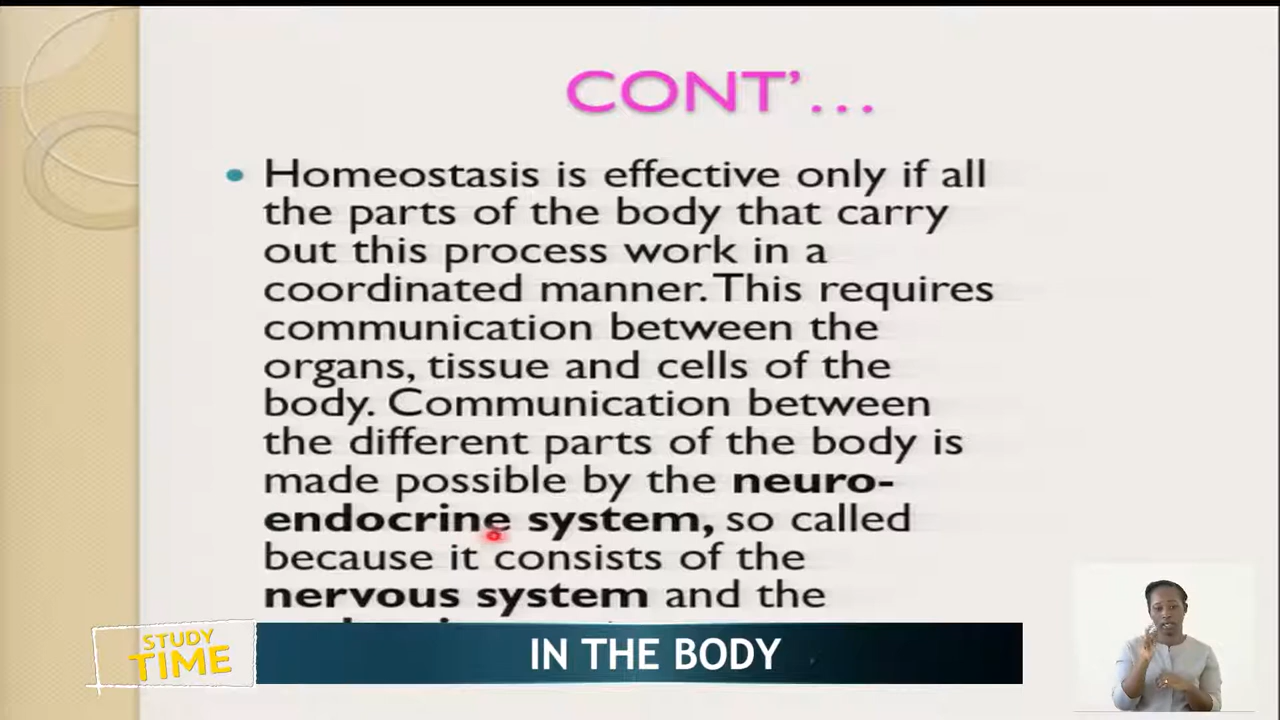 CONT’…
• Homeostasis is effective only if all
the parts of the body that carry
out this process work in a
coordinated manner. This requires
communication between the
organs, tissue and cells of the
body. Communication between
the different parts of the body is
made possible by the neuro-
endocrine system, so called
because it consists of the
nervous system and the
STUDY
TIME
IN THE BODY